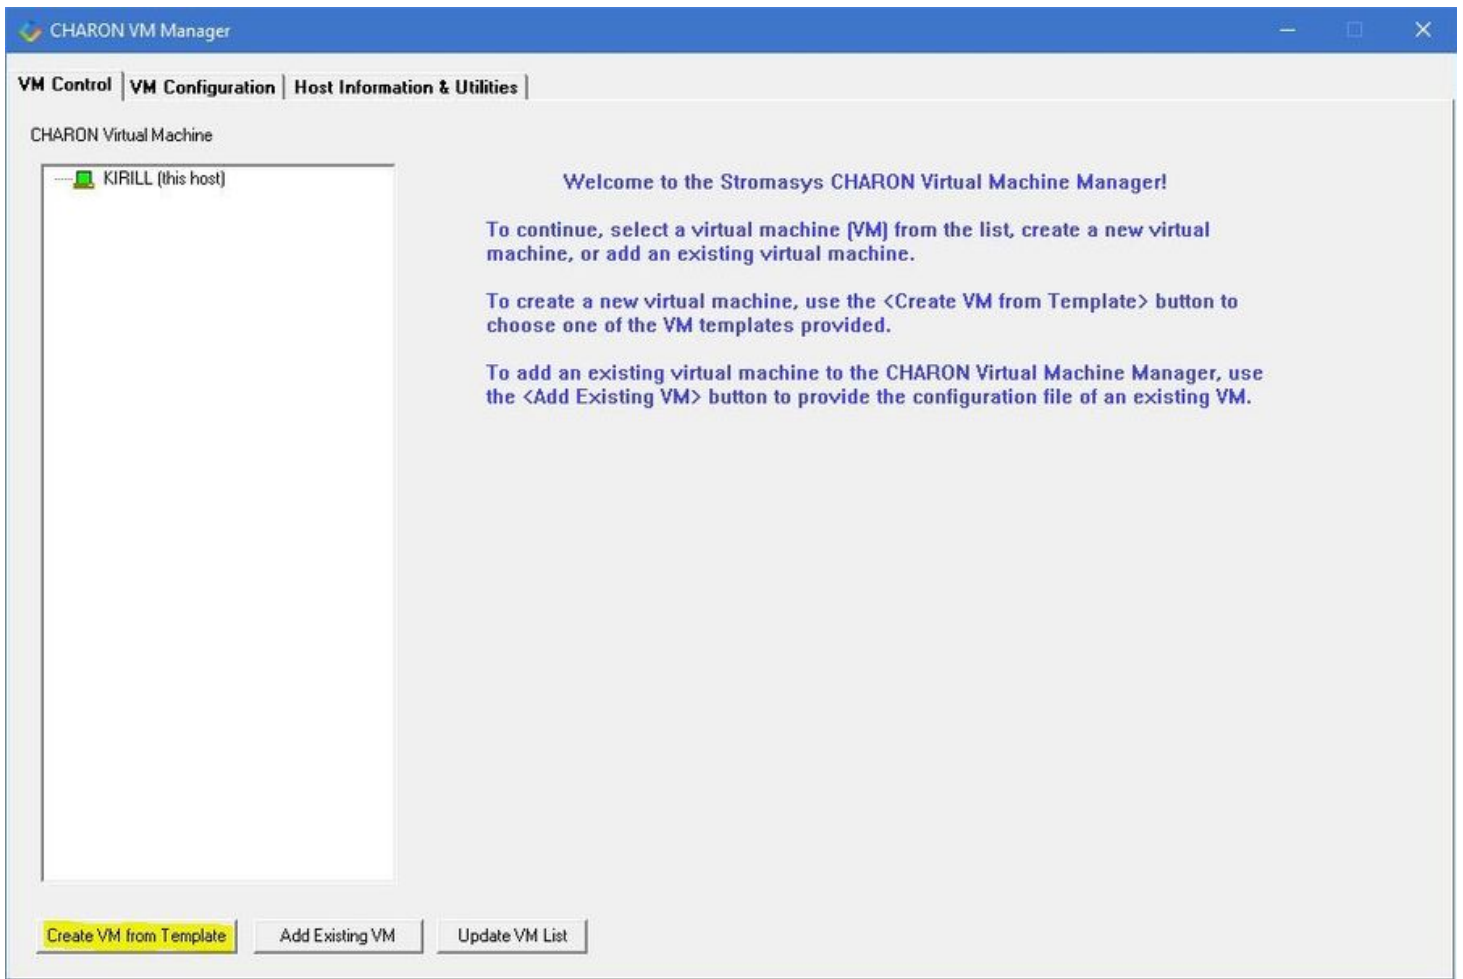 CHARON VM Manager
VM Control
VM Configuration
Host Information & Utilities
CHARON Virtual Machine
KIRILL (this host)
Welcome to the Stromasys CHARON Virtual Machine Manager!
To continue, select a virtual machine (VM) from the list, create a new virtual
machine, or add an existing virtual machine.
To create a new virtual machine, use the <Create VM from Template> button to
choose one of the VM templates provided.
To add an existing virtual machine to the CHARON Virtual Machine Manager, use
the <Add Existing VM> button to provide the configuration file of an existing VM.
Create VM from Template
Add Existing VM
Update VM List